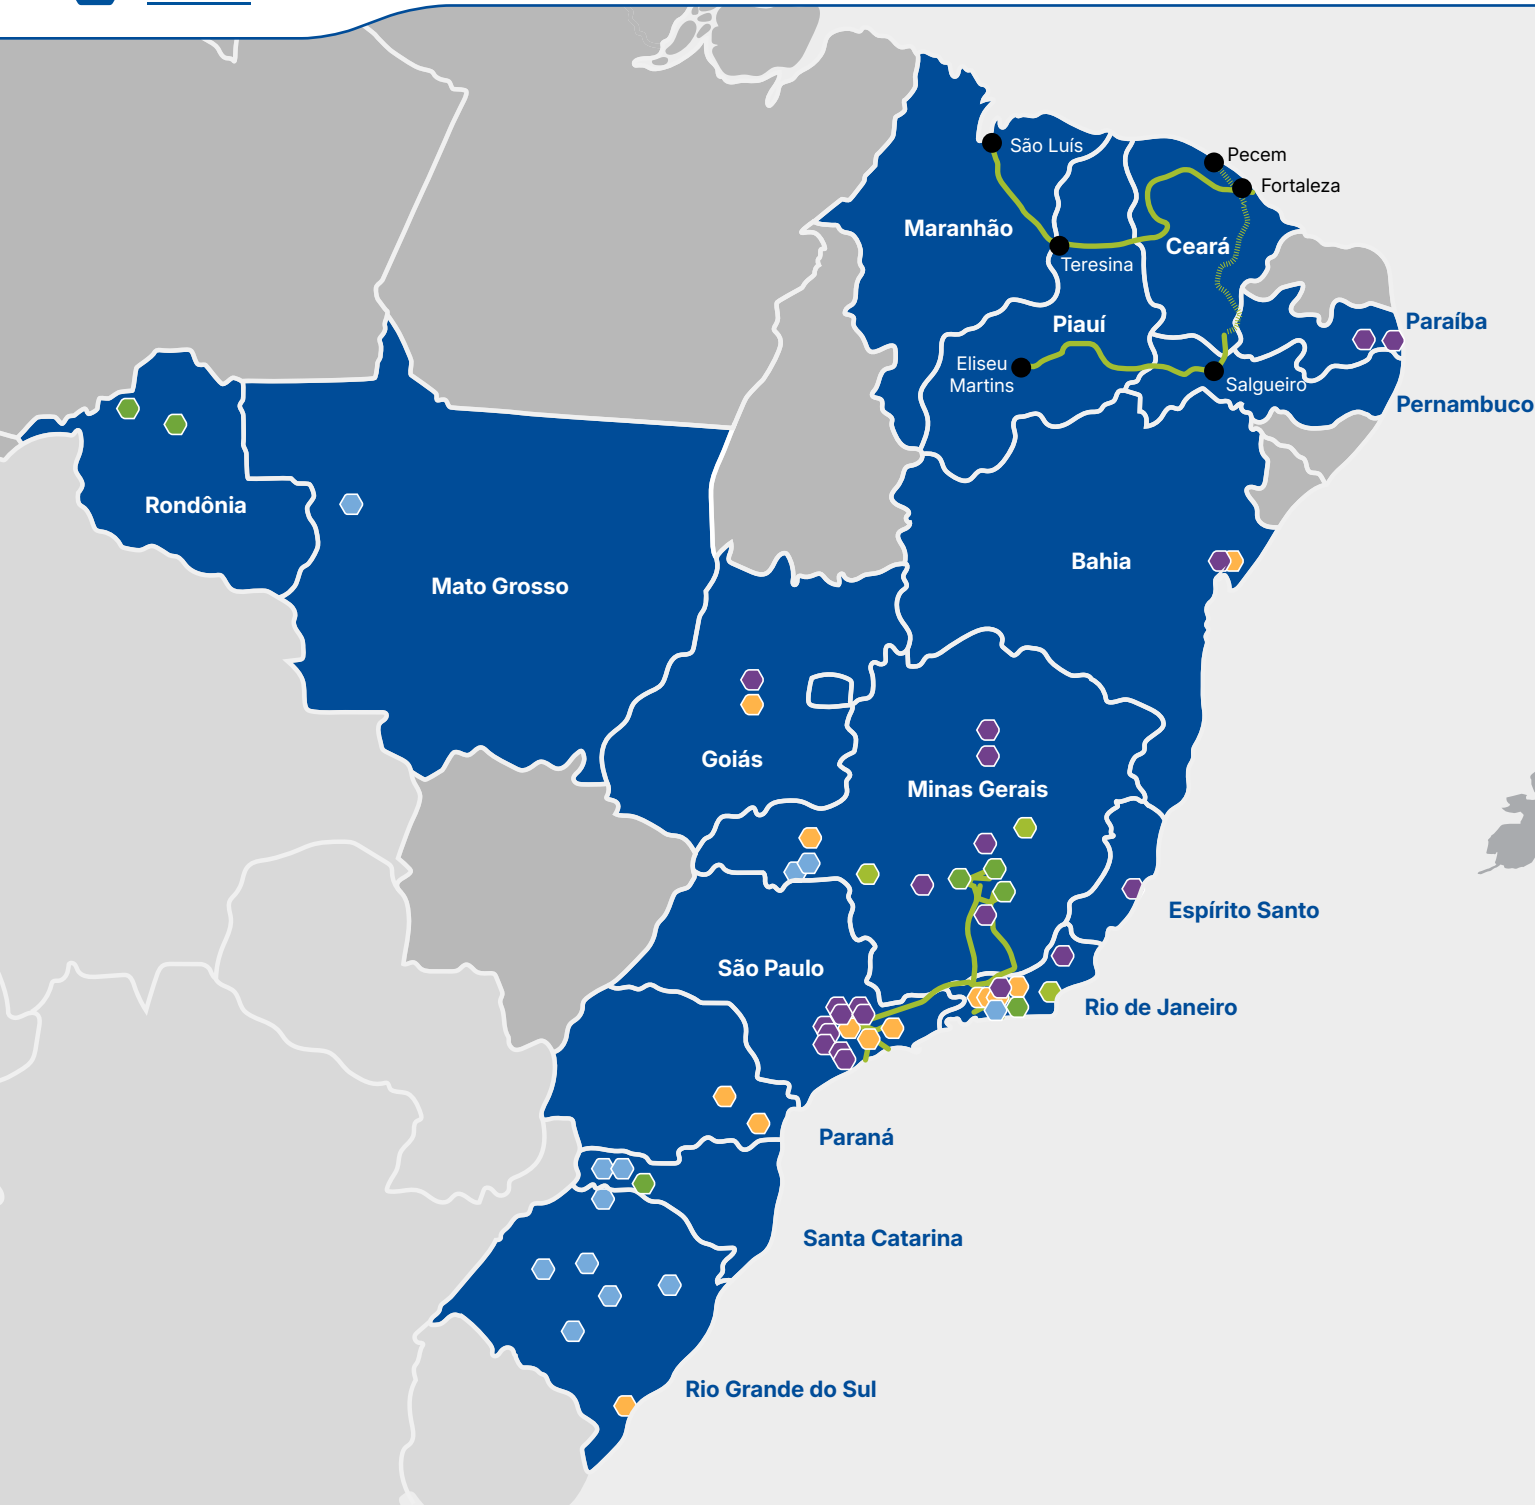 São Luís
Pecem
Fortaleza
Maranhão
Ceará
Teresina
Piauí
Paraíba
Eliseu
Martins
Salgueiro
Pernambuco
Rondônia
Bahia
Mato Grosso
Goiás
Minas Gerais
Espírito Santo
São Paulo
Rio de Janeiro
Paraná
Santa Catarina
Rio Grande do Sul